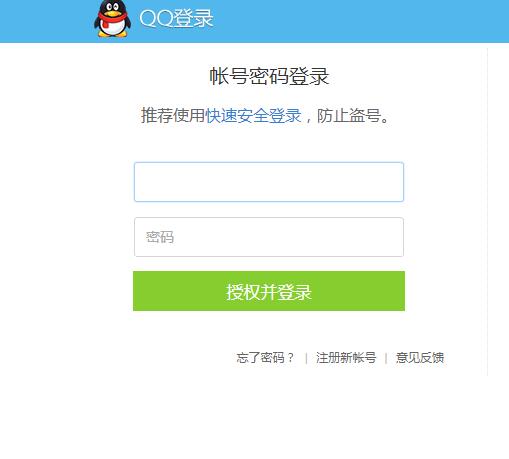 QQ登录
帐号密码登录
推荐使用快速安全登录，防止盗号。
密码
授权并登录
忘了密码？ | 注册新帐号 | 意见反馈